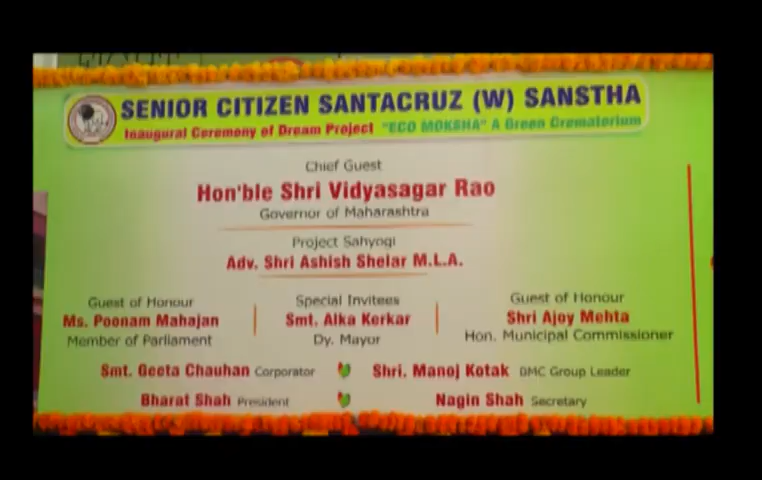 SENIOR CITIZEN SANTACRUZ (W) SANSTHA
Inaugural Ceremony of Dream Project "ECO MOKSHA" A Green Crematorium
Chief Guest
Hon'ble Shri Vidyasagar Rao
Governor of Maharashtra
Project Sahyogi
Adv. Shri Ashish Shelar M.L.A.
Guest of Honour
Ms. Poonam Mahajan
Member of Parliament
Special Invitees
Smt. Alka Kerkar
Dy. Mayor
Guest of Honour
Shri Ajoy Mehta
Hon. Municipal Commissioner
Smt. Geeta Chauhan Corporator
Shri. Manoj Kotak BMC Group Leader
Bharat Shah President
Nagin Shah Secretary